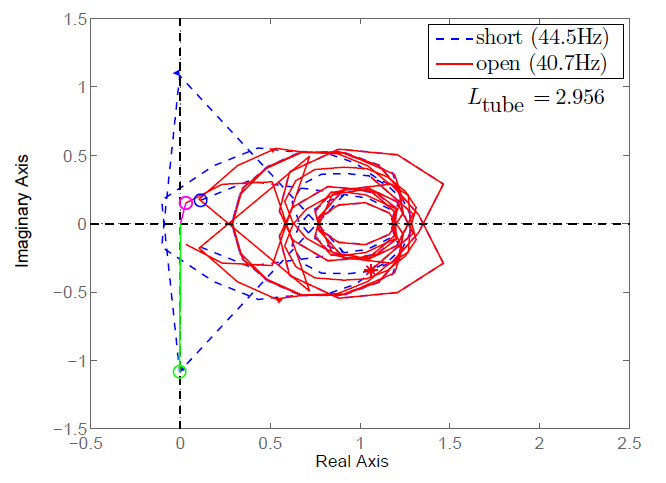 1.5
1
0.5
0
−0.5
−1
−1.5
Imaginary Axis
short (44.5Hz)
open (40.7Hz)
Ltube = 2.956
−0.5 0 0.5 1 1.5 2 2.5
Real Axis